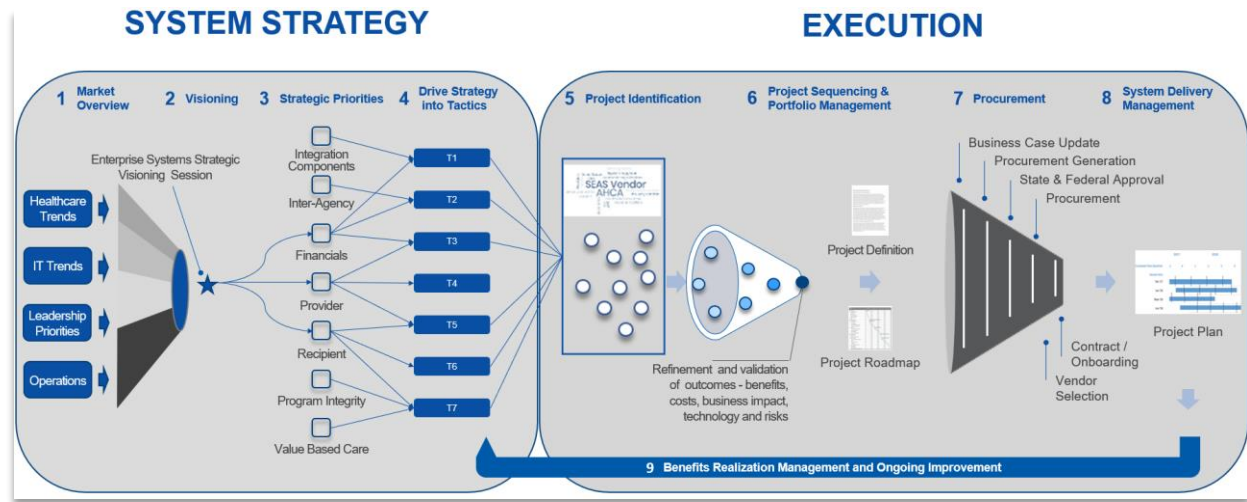 SYSTEM STRATEGY
EXECUTION
1 Market Overview
2 Visioning
3 Strategic Priorities
4 Drive Strategy into Tactics
5 Project Identification
6 Project Sequencing & Portfolio Management
7 Procurement
8 System Delivery Management
Enterprise Systems Strategic
Visioning Session
Healthcare
Trends
IT Trends
Leadership
Priorities
Operations
Integration
Components
Inter-Agency
Financials
Provider
Recipient
Program Integrity
Value Based Care
T1
T2
T3
T4
T5
T6
T7
SEAS Vendor
AHCA
Refinement and validation
of outcomes - benefits,
costs, business impact,
technology and risks
Project Definition
Project Roadmap
Business Case Update
Procurement Generation
State & Federal Approval
Procurement
Contract /
Onboarding
Vendor
Selection
Project Plan
9 Benefits Realization Management and Ongoing Improvement